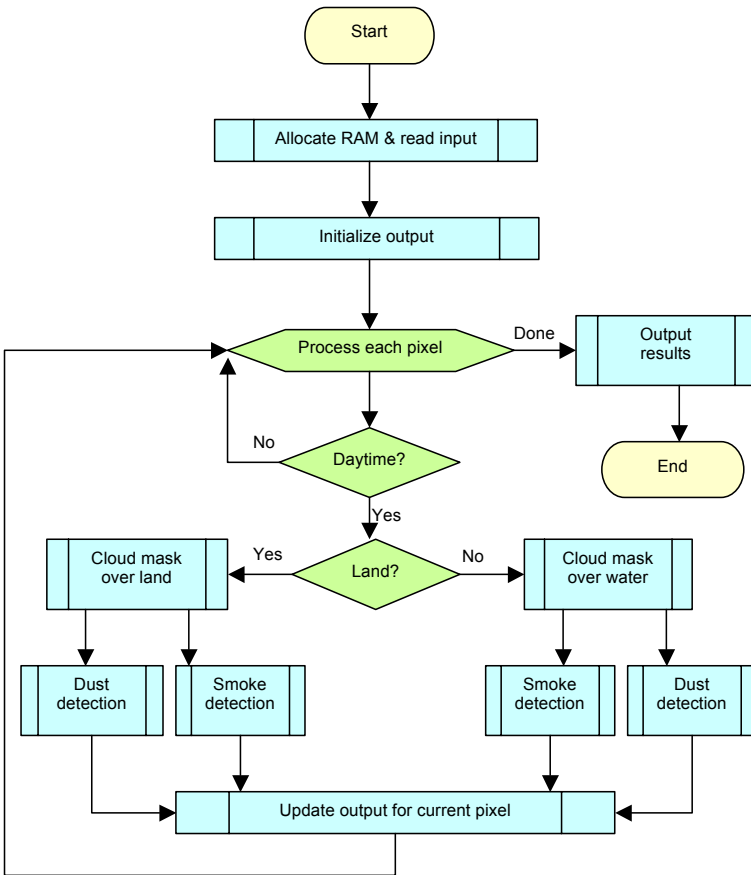 Start
Allocate RAM & read input
Initialize output
Process each pixel
Done
Output
results
No
Daytime?
End
Yes
Cloud mask
over land
Yes
Land?
No
Cloud mask
over water
Dust
detection
Smoke
detection
Smoke
detection
Dust
detection
Update output for current pixel